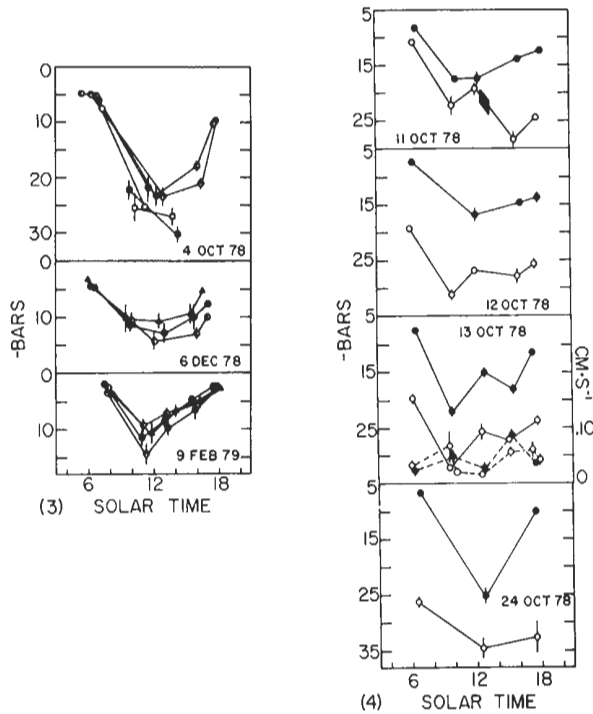 0
10
20
30
4 OCT 78
0
10
6 DEC 78
0
10
9 FEB 79
-BARS
6 12 18
(3) SOLAR TIME
5
15
25
11 OCT 78
5
15
25
12 OCT 78
5
13 OCT 78
15
25
5
15
25
35
24 OCT 78
-BARS
CM·S⁻¹
.10
0
6 12 18
(4) SOLAR TIME